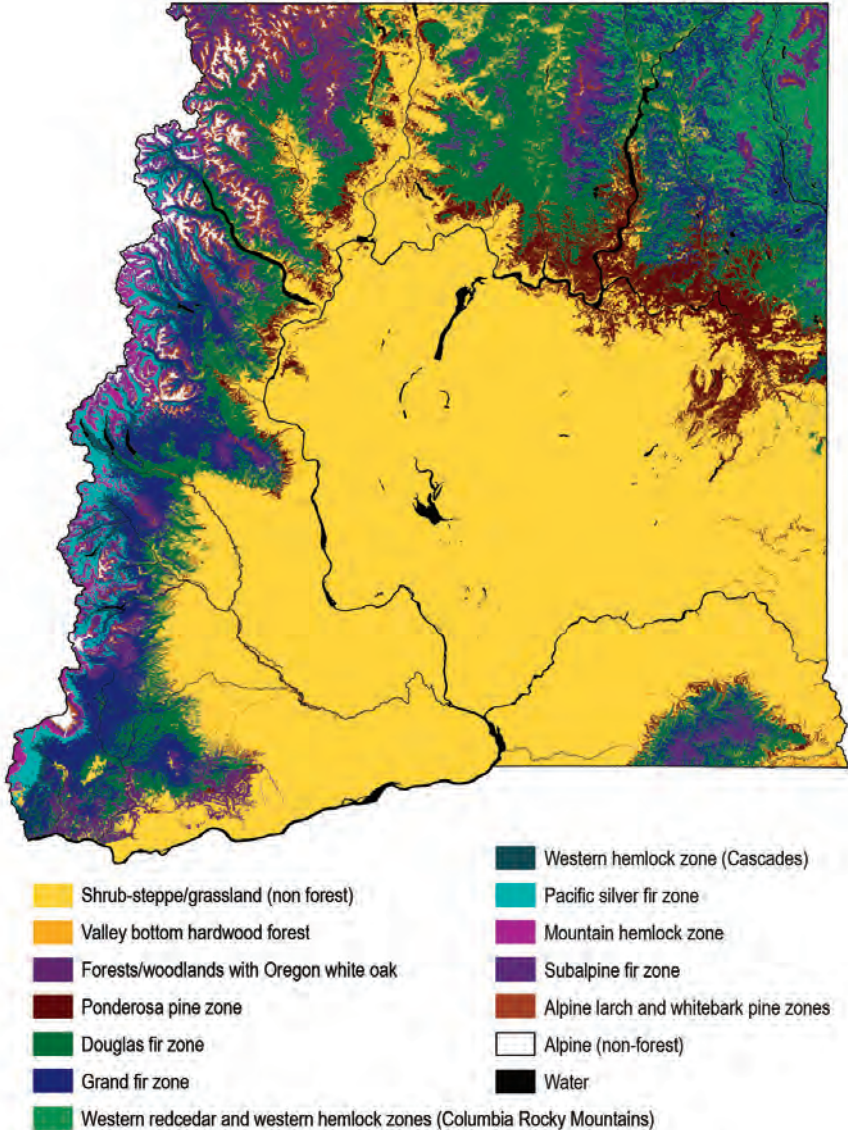 Shrub-steppe/grassland (non forest)
Valley bottom hardwood forest
Forests/woodlands with Oregon white oak
Ponderosa pine zone
Douglas fir zone
Grand fir zone
Western redcedar and western hemlock zones (Columbia Rocky Mountains)
Western hemlock zone (Cascades)
Pacific silver fir zone
Mountain hemlock zone
Subalpine fir zone
Alpine larch and whitebark pine zones
Alpine (non-forest)
Water